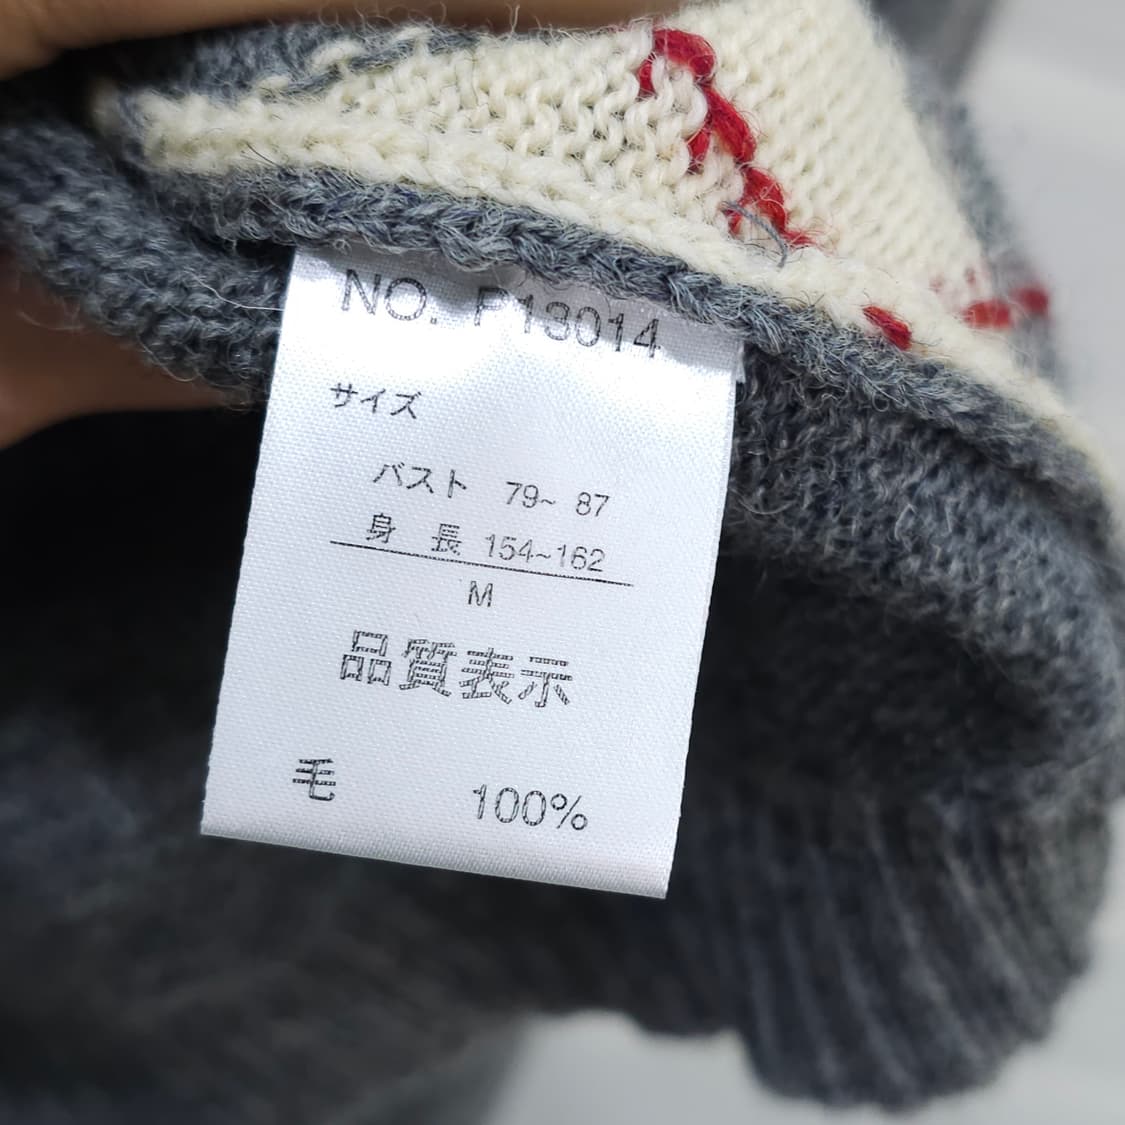 NO. P13014
サイズ
バスト 79~ 87
身 長 154~162
M
品質表示
毛 100%